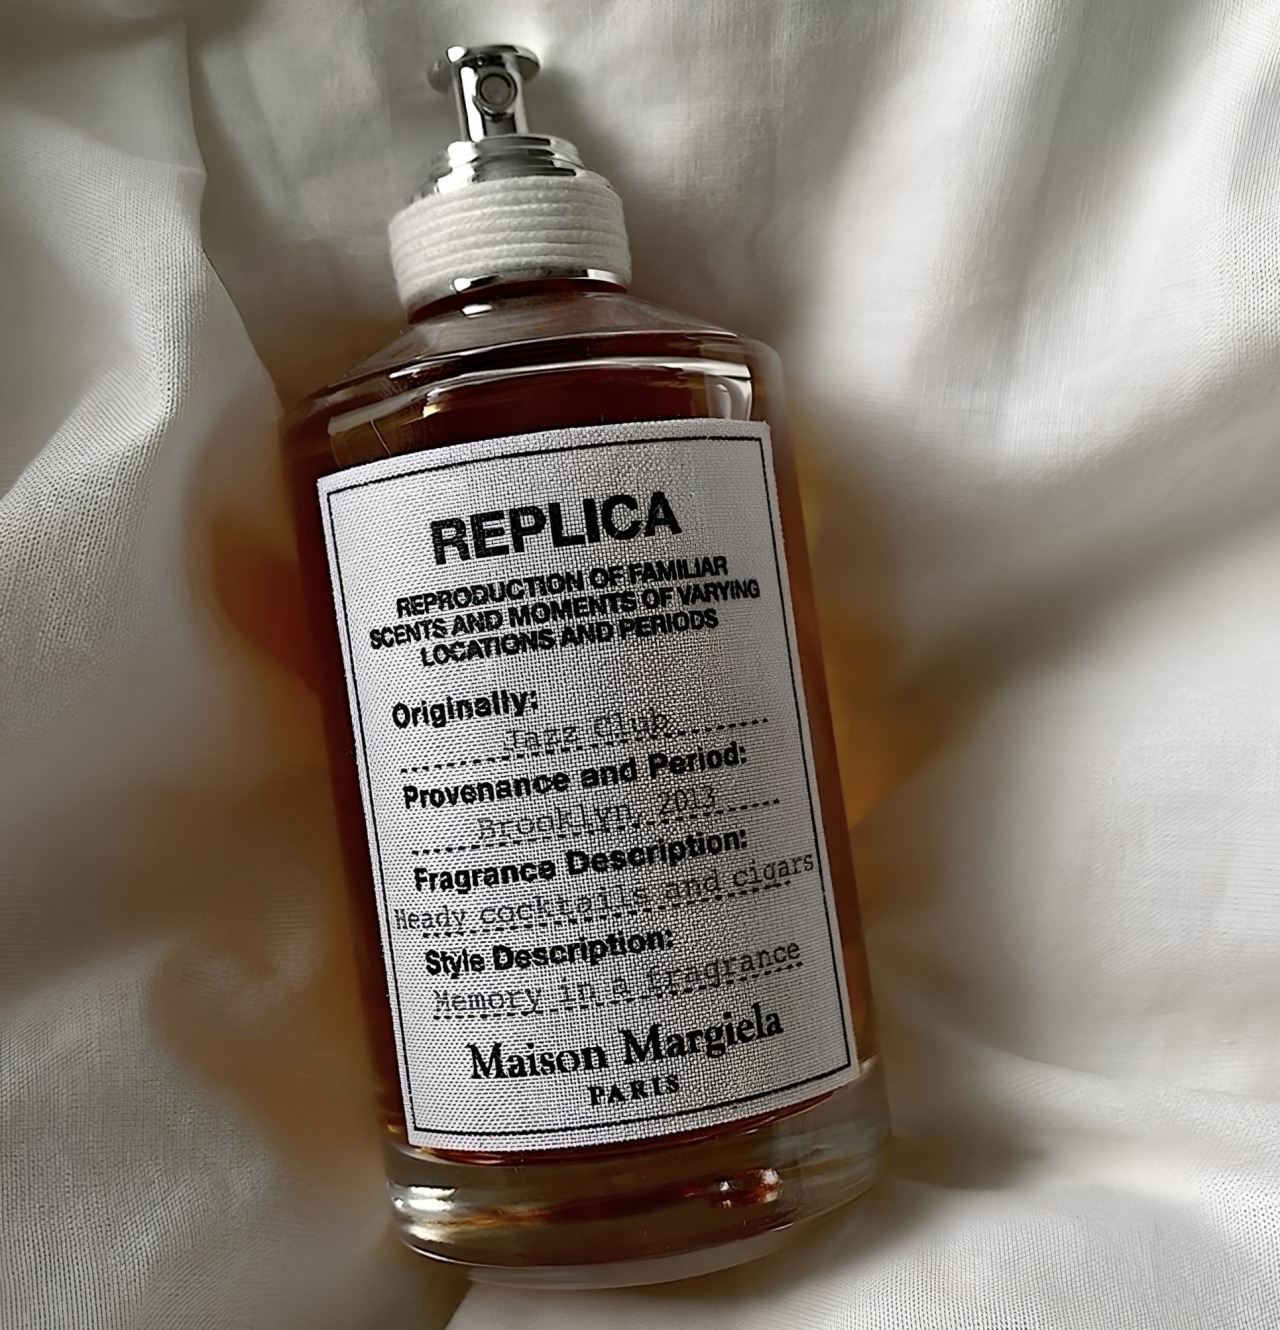 REPLICA
REPRODUCTION OF FAMILIAR
SCENTS AND MOMENTS OF VARYING
LOCATIONS AND PERIODS
Originally:
Jazz Club
Provenance and Period:
Brooklyn, 2013
Fragrance Description:
Heady cocktails and cigars
Style Description:
Memory in a fragrance
Maison Margiela
PARIS